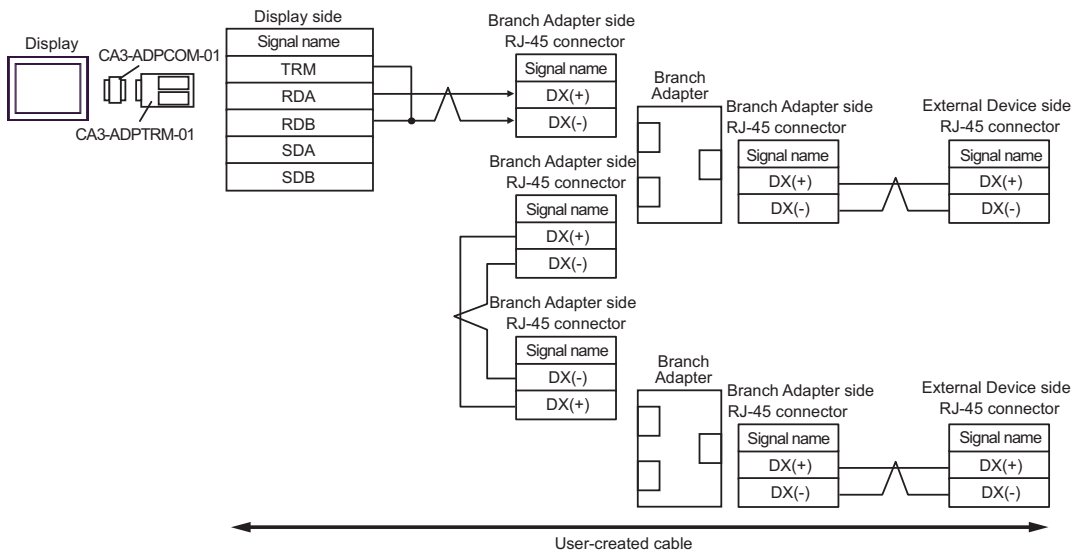 Display
CA3-ADPCOM-01
CA3-ADPTRM-01
Display side
Signal name
TRM
RDA
RDB
SDA
SDB
Branch Adapter side
RJ-45 connector
Signal name
DX(+)
DX(-)
Branch
Adapter
Branch Adapter side
RJ-45 connector
Signal name
DX(+)
DX(-)
External Device side
RJ-45 connector
Signal name
DX(+)
DX(-)
Branch Adapter side
RJ-45 connector
Signal name
DX(+)
DX(-)
Branch Adapter side
RJ-45 connector
Signal name
DX(-)
DX(+)
Branch
Adapter
Branch Adapter side
RJ-45 connector
Signal name
DX(+)
DX(-)
External Device side
RJ-45 connector
Signal name
DX(+)
DX(-)
User-created cable